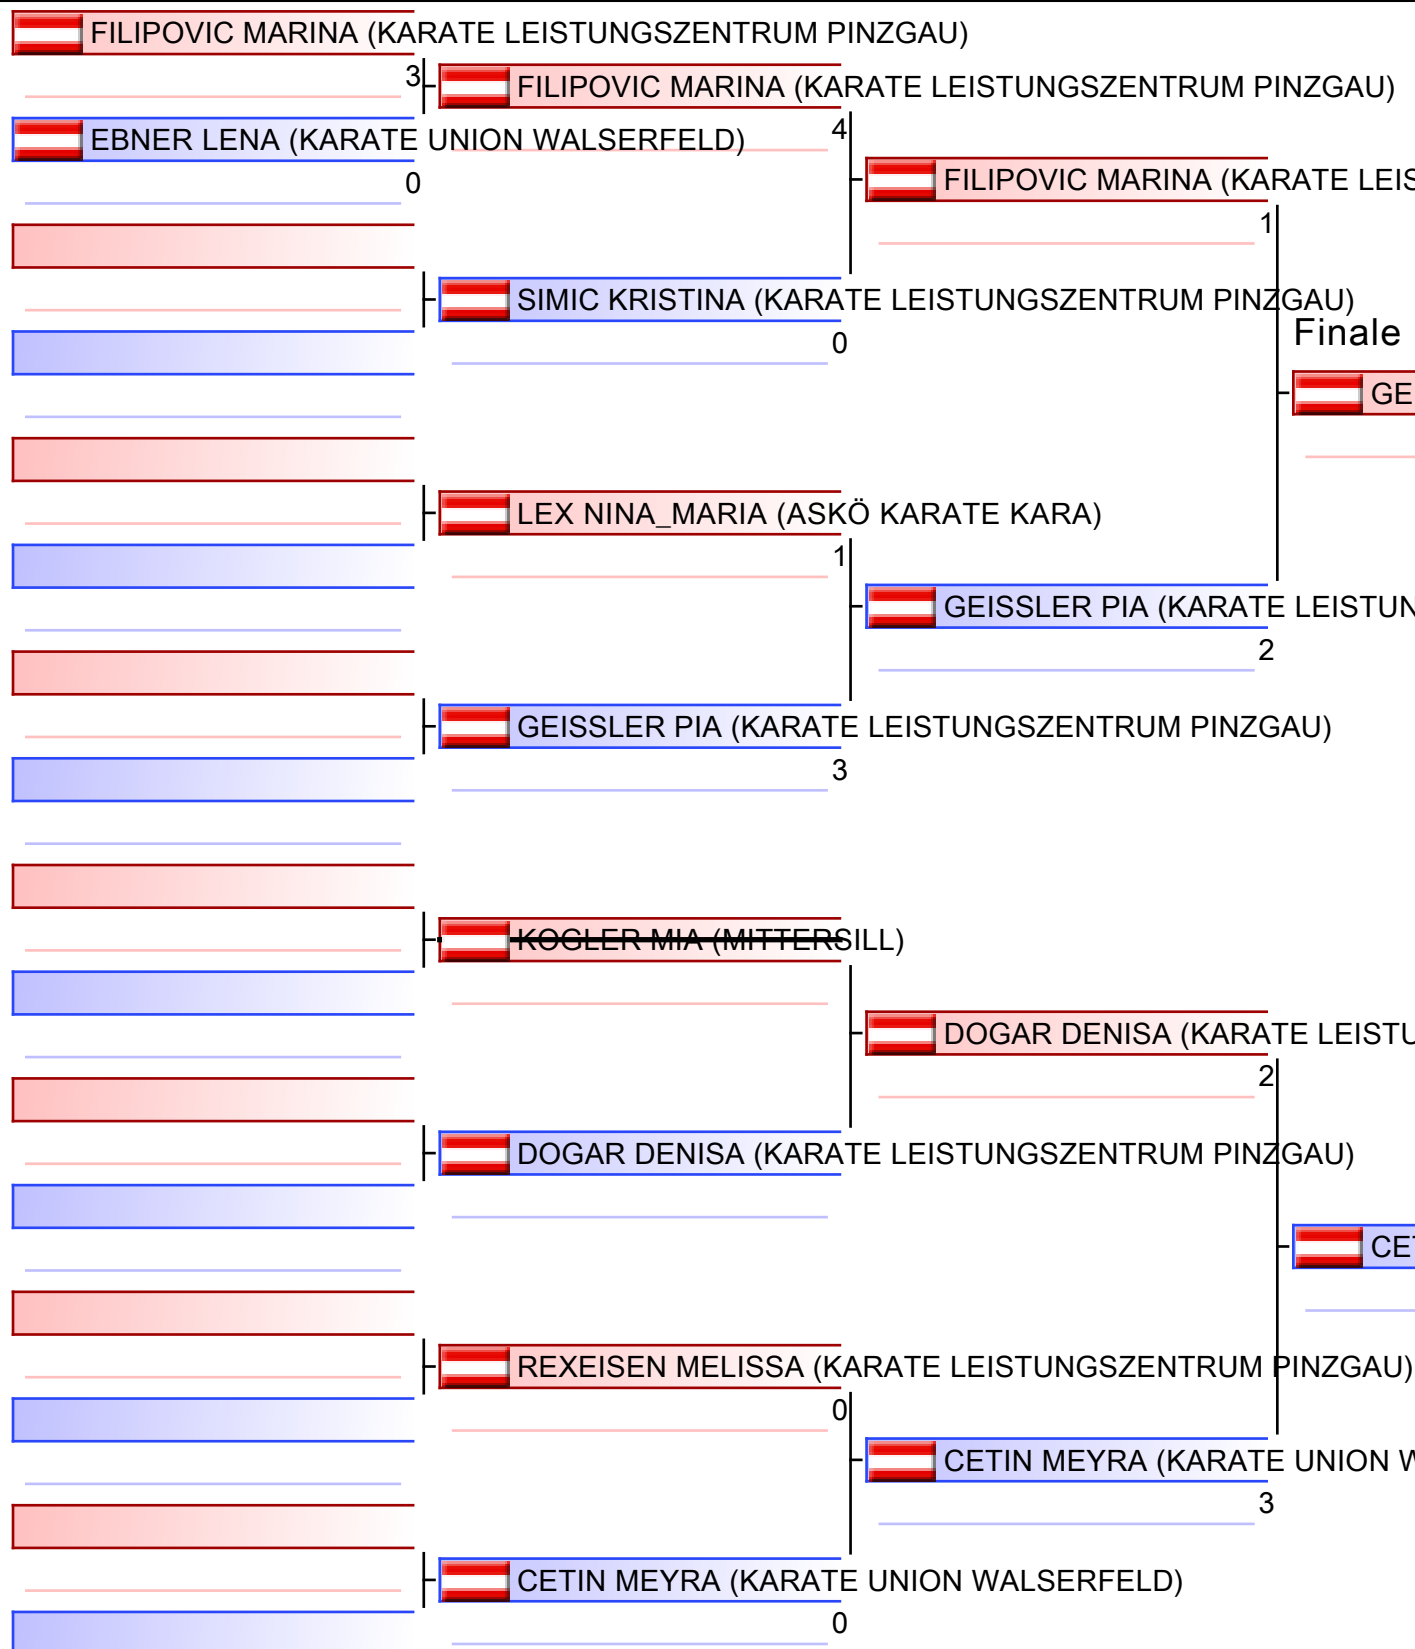 FILIPOVIC MARINA (KARATE LEISTUNGSZENTRUM PINZGAU)
3
FILIPOVIC MARINA (KARATE LEISTUNGSZENTRUM PINZGAU)
4
EBNER LENA (KARATE UNION WALSERFELD)
0
FILIPOVIC MARINA (KARATE LEIS
1
SIMIC KRISTINA (KARATE LEISTUNGSZENTRUM PINZGAU)
0
Finale
GE
LEX NINA_MARIA (ASKÖ KARATE KARA)
1
GEISSLER PIA (KARATE LEISTUN
2
GEISSLER PIA (KARATE LEISTUNGSZENTRUM PINZGAU)
3
KOGLER MIA (MITTERSILL)
DOGAR DENISA (KARATE LEISTU
2
DOGAR DENISA (KARATE LEISTUNGSZENTRUM PINZGAU)
CET
REXEISEN MELISSA (KARATE LEISTUNGSZENTRUM PINZGAU)
0
CETIN MEYRA (KARATE UNION W
3
CETIN MEYRA (KARATE UNION WALSERFELD)
0